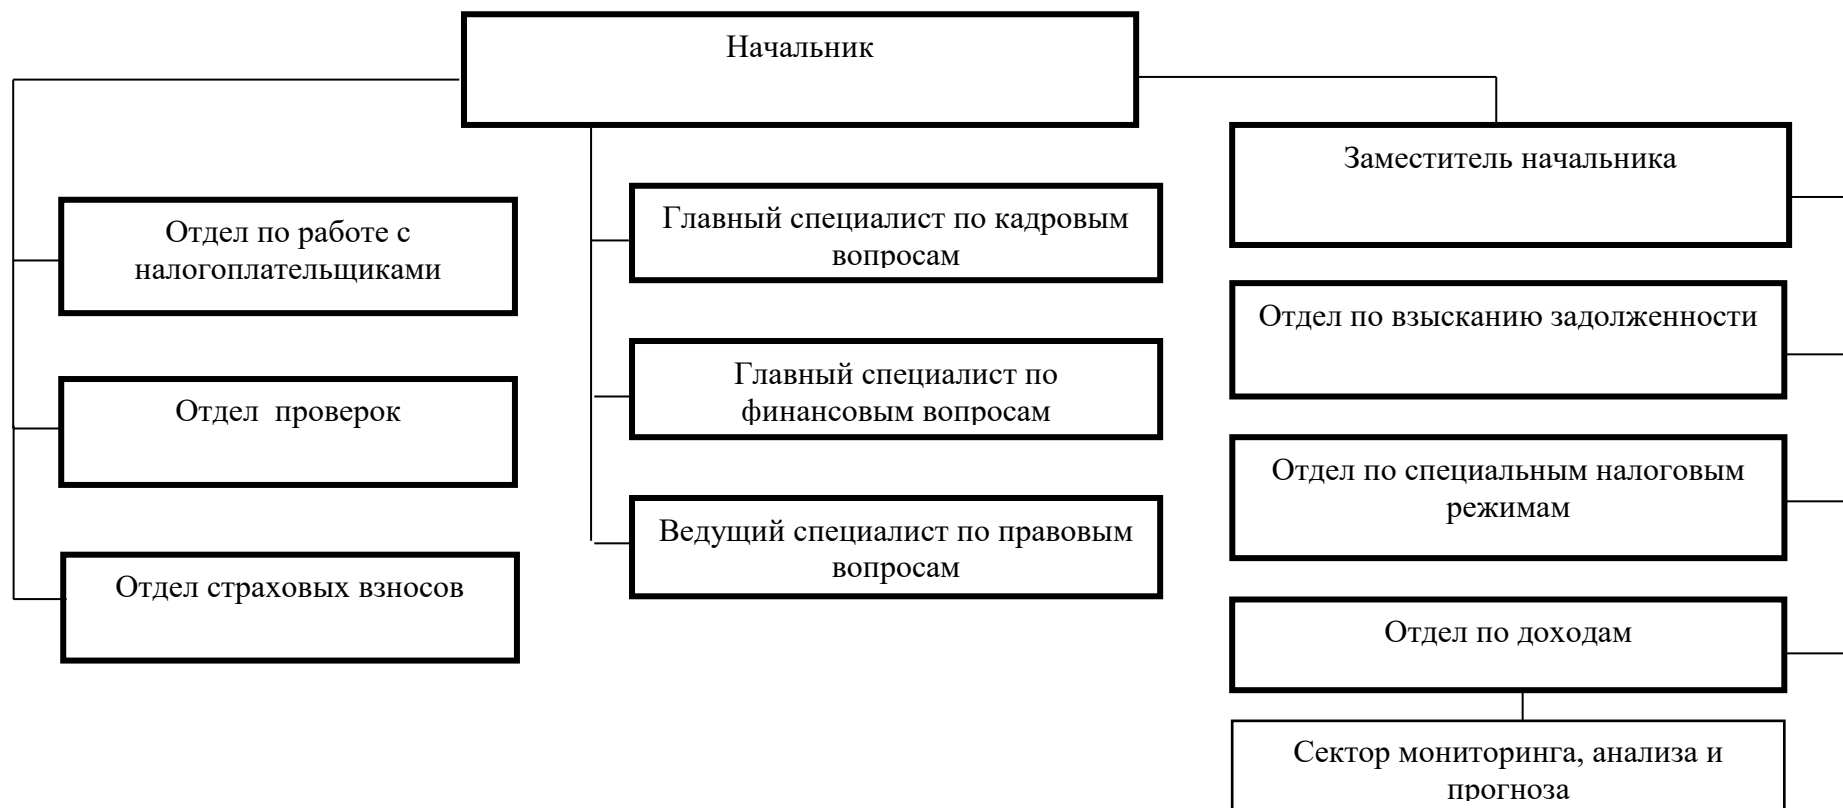 Начальник
Заместитель начальника
Отдел по работе с
налогоплательщиками
Отдел проверок
Отдел страховых взносов
Главный специалист по кадровым
вопросам
Главный специалист по
финансовым вопросам
Ведущий специалист по правовым
вопросам
Отдел по взысканию задолженности
Отдел по специальным налоговым
режимам
Отдел по доходам
Сектор мониторинга, анализа и
прогноза